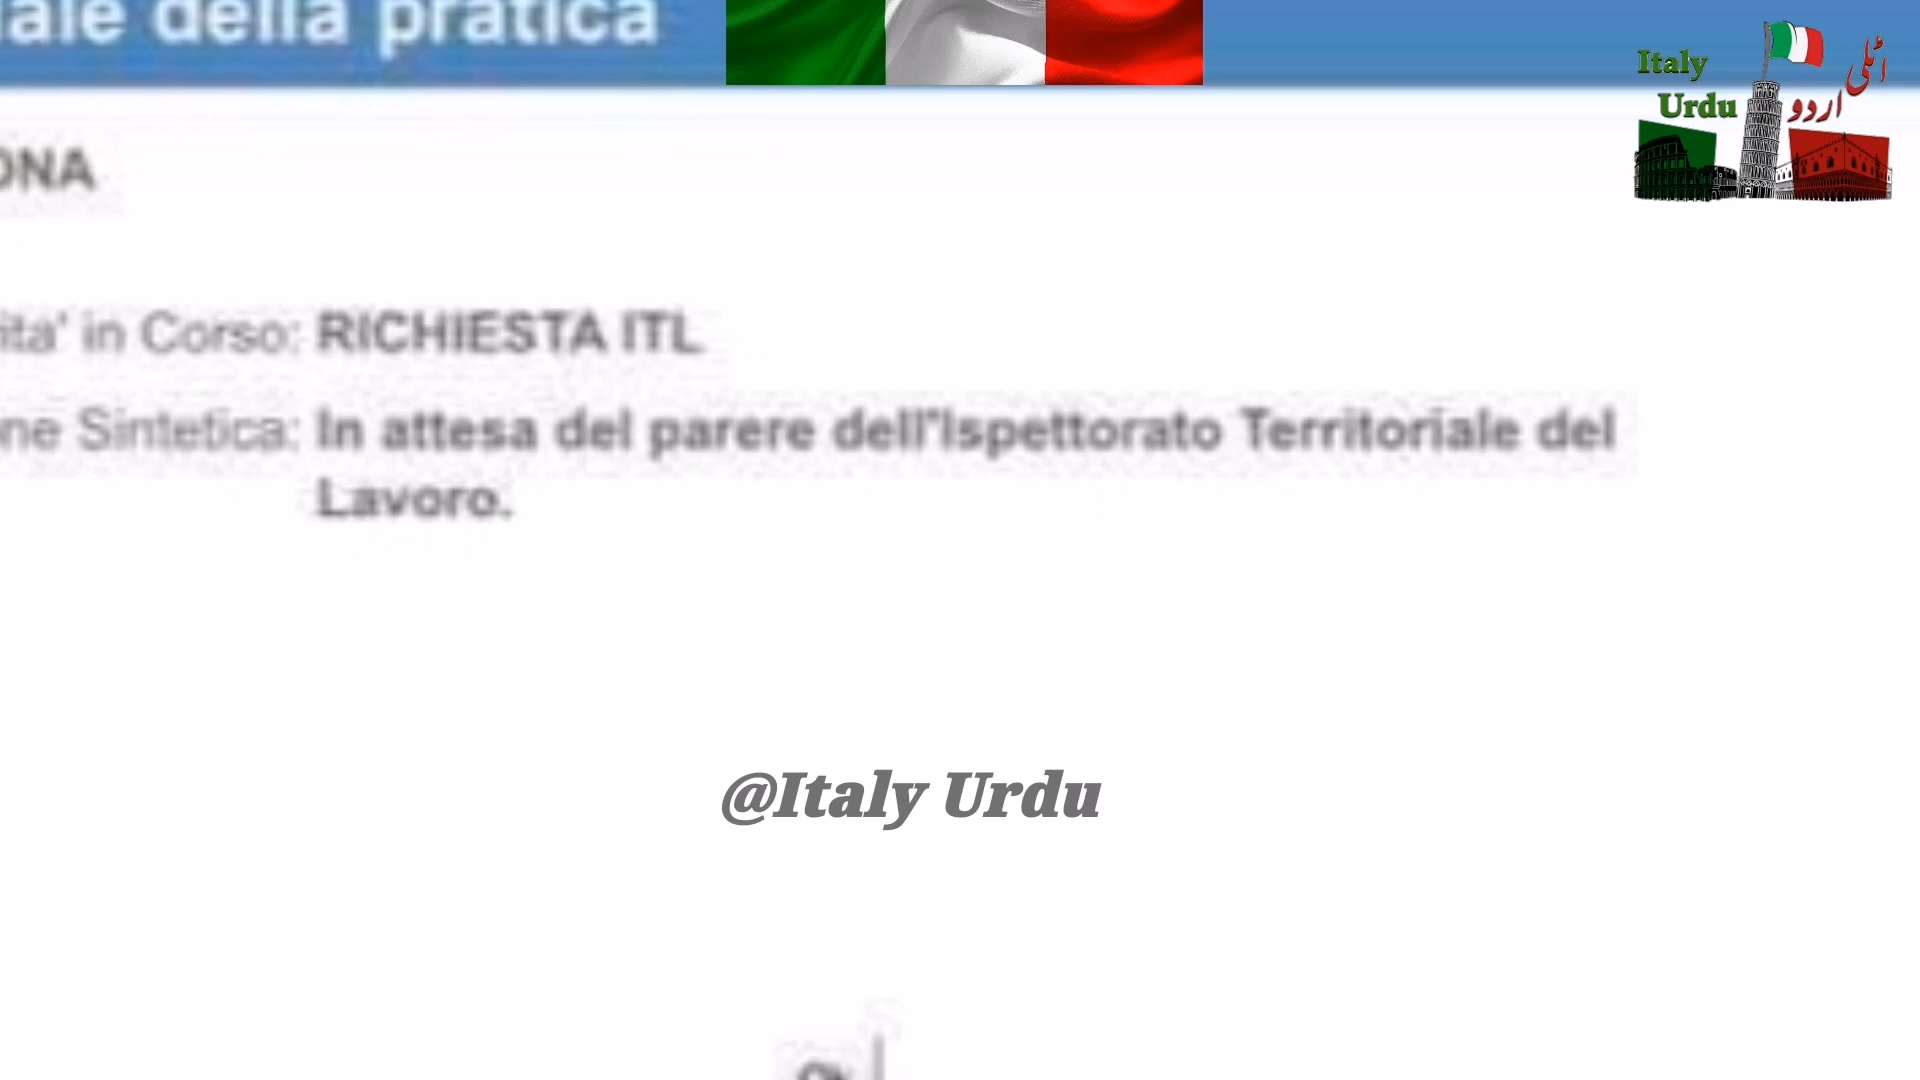 ale della pratica
Italy اٹلی
Urdu اردو
ONA
ita' in Corso: RICHIESTA ITL
ne Sintetica: In attesa del parere dell'Ispettorato Territoriale del
Lavoro.
@Italy Urdu